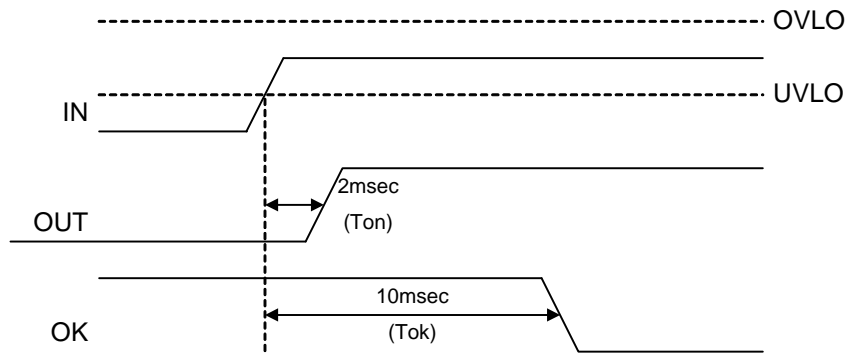 OVLO
UVLO
IN
2msec
(Ton)
OUT
10msec
(Tok)
OK